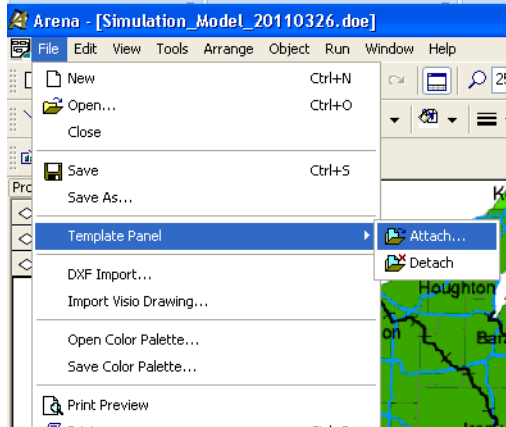 Arena - [Simulation_Model_20110326.doe]
File Edit View Tools Arrange Object Run Window Help
New Ctrl+N
Open... Ctrl+O
Close
Save Ctrl+S
Save As...
Template Panel
Attach...
Detach
DXF Import...
Import Visio Drawing...
Open Color Palette...
Save Color Palette...
Print Preview
Houghton